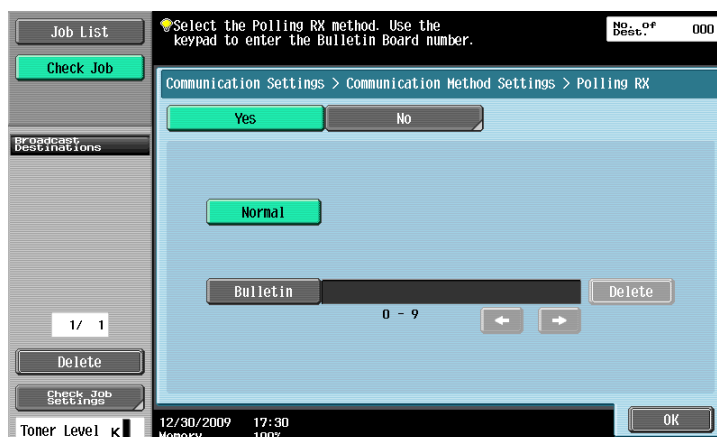 Job List
Check Job
Broadcast
Destinations
1/ 1
Delete
Check Job
Settings
Toner Level K
Select the Polling RX method. Use the
keypad to enter the Bulletin Board number.
No. of
Dest. 000
Communication Settings > Communication Method Settings > Polling RX
Yes No
Normal
Bulletin Delete
0 - 9
OK
12/30/2009 17:30
Memory 100%